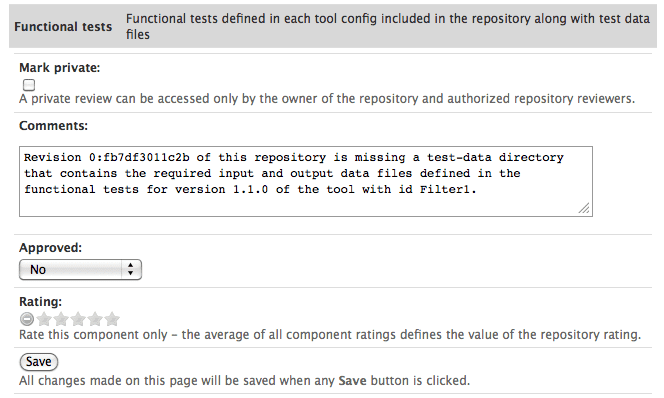 Functional tests
Functional tests defined in each tool config included in the repository along with test data
files
Mark private:
A private review can be accessed only by the owner of the repository and authorized repository reviewers.
Comments:
Revision 0:fb7df3011c2b of this repository is missing a test-data directory
that contains the required input and output data files defined in the
functional tests for version 1.1.0 of the tool with id Filter1.
Approved:
No
Rating:
Rate this component only – the average of all component ratings defines the value of the repository rating.
Save
All changes made on this page will be saved when any Save button is clicked.